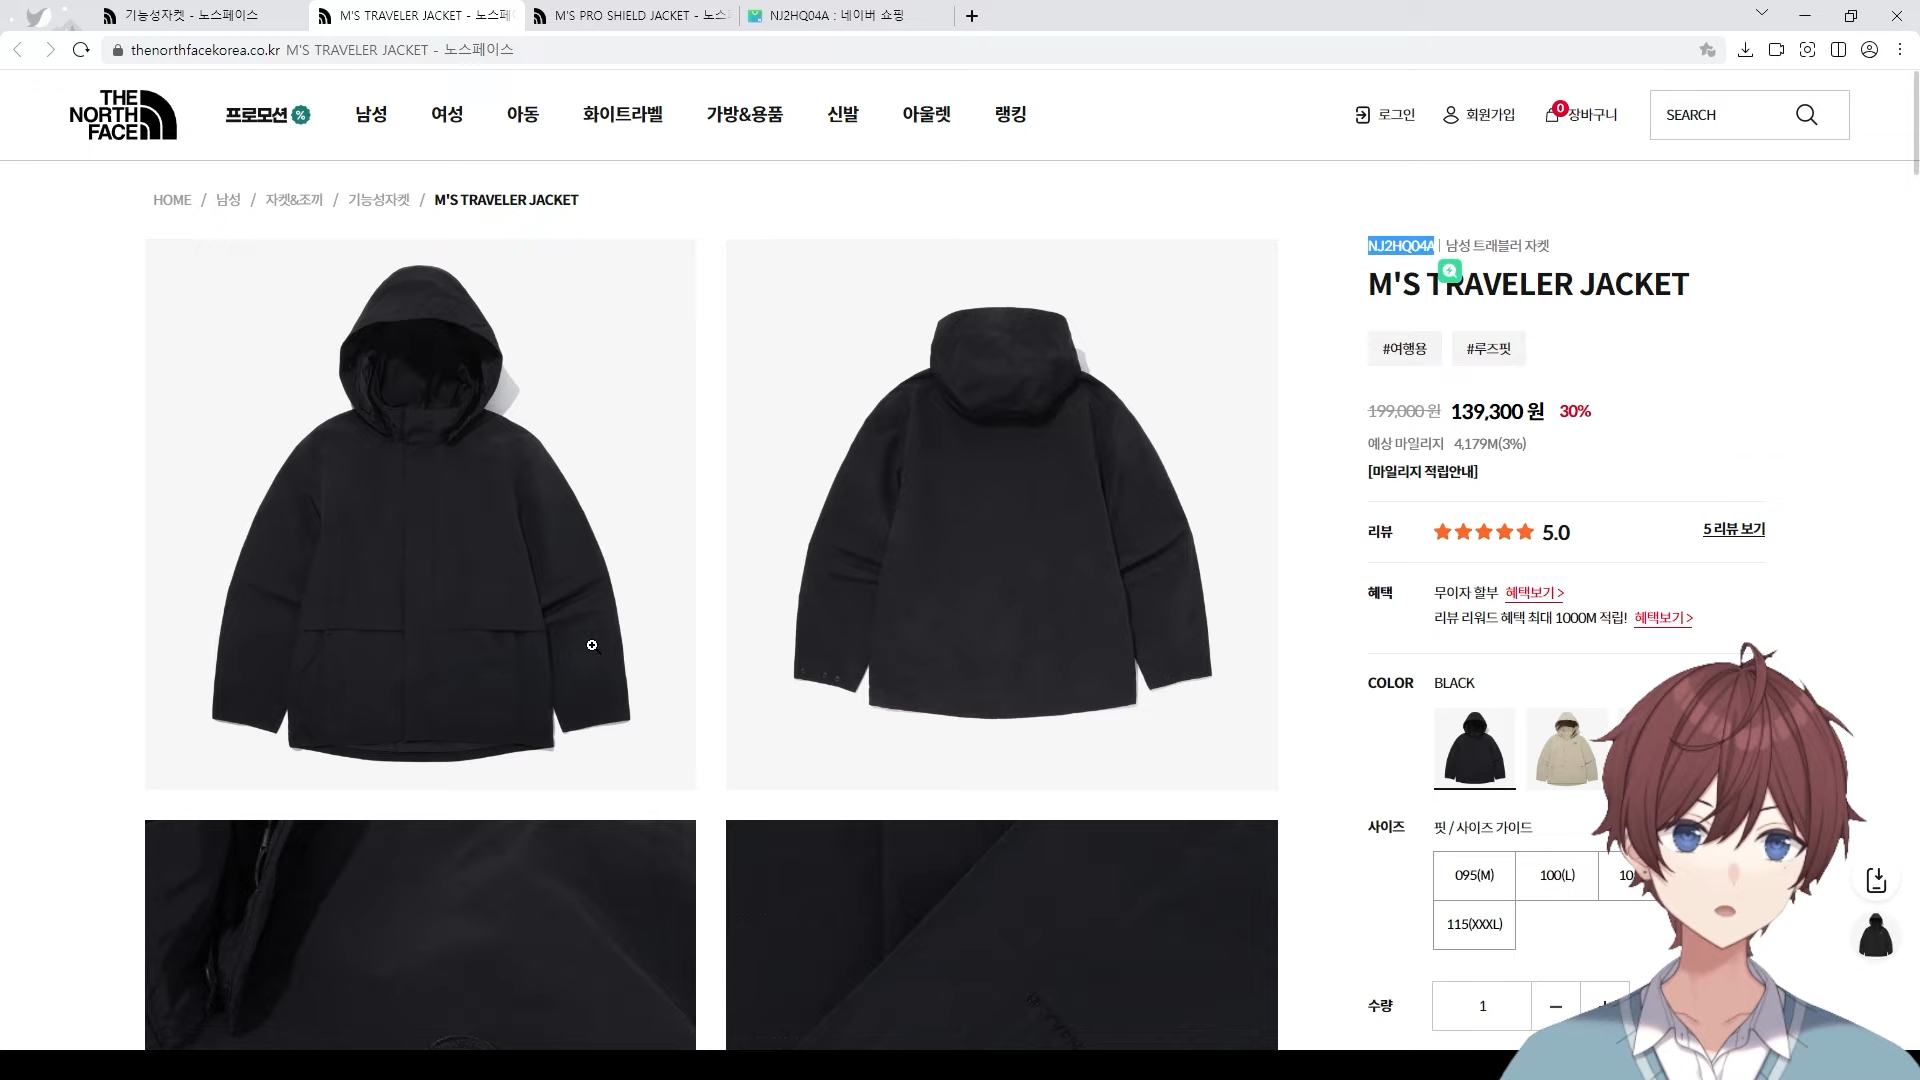 기능성자켓 - 노스페이스
M'S TRAVELER JACKET - 노스페이
M'S PRO SHIELD JACKET - 노스
NJ2HQ04A : 네이버 쇼핑
thenorthfacekorea.co.kr M'S TRAVELER JACKET - 노스페이스
THE
NORTH
FACE
프로모션 %
남성
여성
아동
화이트라벨
가방&용품
신발
아울렛
랭킹
로그인
회원가입
0
장바구니
SEARCH
HOME / 남성 / 자켓&조끼 / 기능성자켓 / M'S TRAVELER JACKET
NJ2HQ04A | 남성 트래블러 자켓
M'S TRAVELER JACKET
#여행용
#루즈핏
199,000 원 139,300 원 30%
예상 마일리지 4,179M(3%)
[마일리지 적립안내]
리뷰 5.0 5 리뷰 보기
혜택 무이자 할부 혜택보기 >
리뷰 리워드 혜택 최대 1000M 적립! 혜택보기 >
COLOR BLACK
사이즈 핏 / 사이즈 가이드
095(M) 100(L) 10
115(XXXL)
수량 1